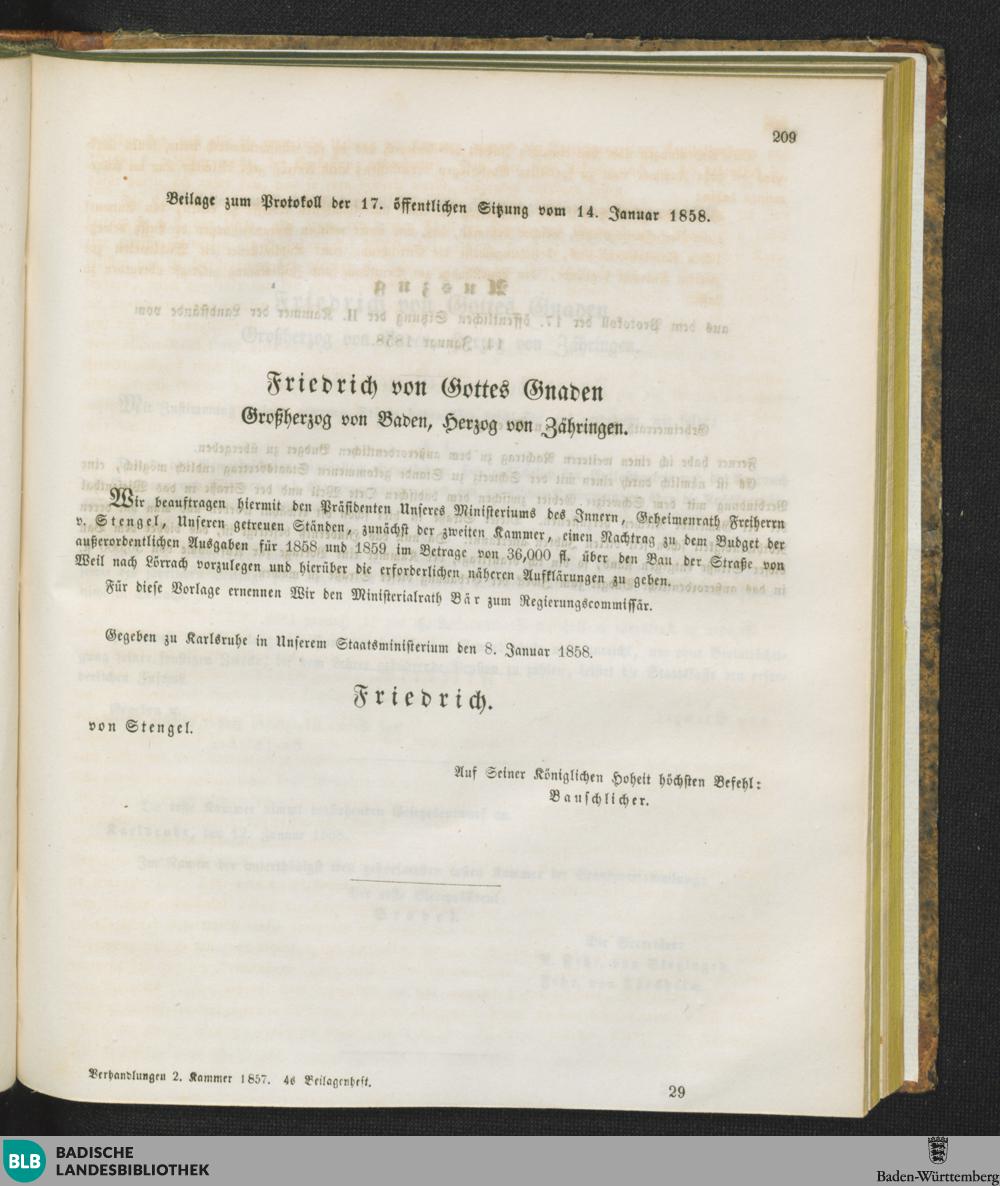 209
Beilage zum Protokoll der 17. öffentlichen Sitzung vom 14. Januar 1858.
Friedrich von Gottes Gnaden
Großherzog von Baden, Herzog von Zähringen.
Wir beauftragen hiermit den Präsidenten Unseres Ministeriums des Innern, Geheimenrath Freiherrn
v. Stengel, Unseren getreuen Ständen, zunächst der zweiten Kammer, einen Nachtrag zu dem Budget der
außerordentlichen Ausgaben für 1858 und 1859 im Betrage von 36,000 fl. über den Bau der Straße von
Weil nach Lörrach vorzulegen und hierüber die erforderlichen näheren Aufklärungen zu geben.
Für diese Vorlage ernennen Wir den Ministerialrath Bär zum Regierungscommissär.
Gegeben zu Karlsruhe in Unserem Staatsministerium den 8. Januar 1858.
Friedrich.
von Stengel.
Auf Seiner Königlichen Hoheit höchsten Befehl:
Bauschlicher.
Verhandlungen 2. Kammer 1857. 4s Beilagenheft.
29
BLB BADISCHE
LANDESBIBLIOTHEK
Baden-Württemberg